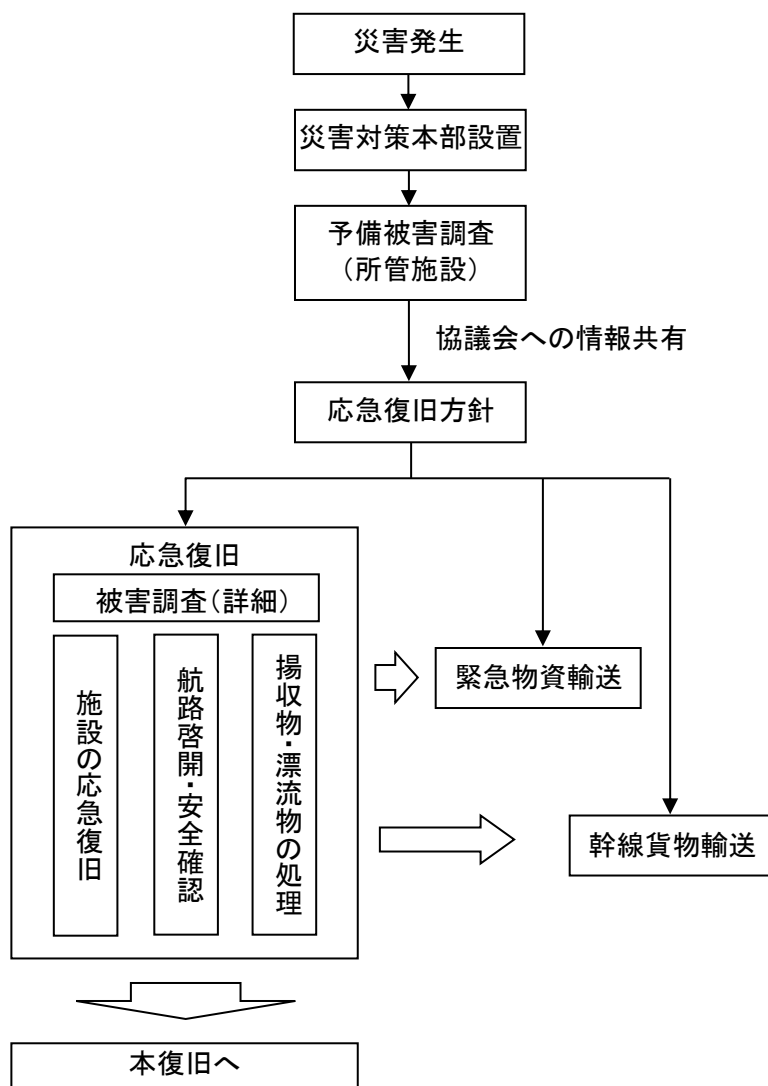 災害発生
災害対策本部設置
予備被害調査
（所管施設）
協議会への情報共有
応急復旧方針
応急復旧
被害調査（詳細）
施設の応急復旧
航路啓開・安全確認
揚収物・漂流物の処理
緊急物資輸送
幹線貨物輸送
本復旧へ